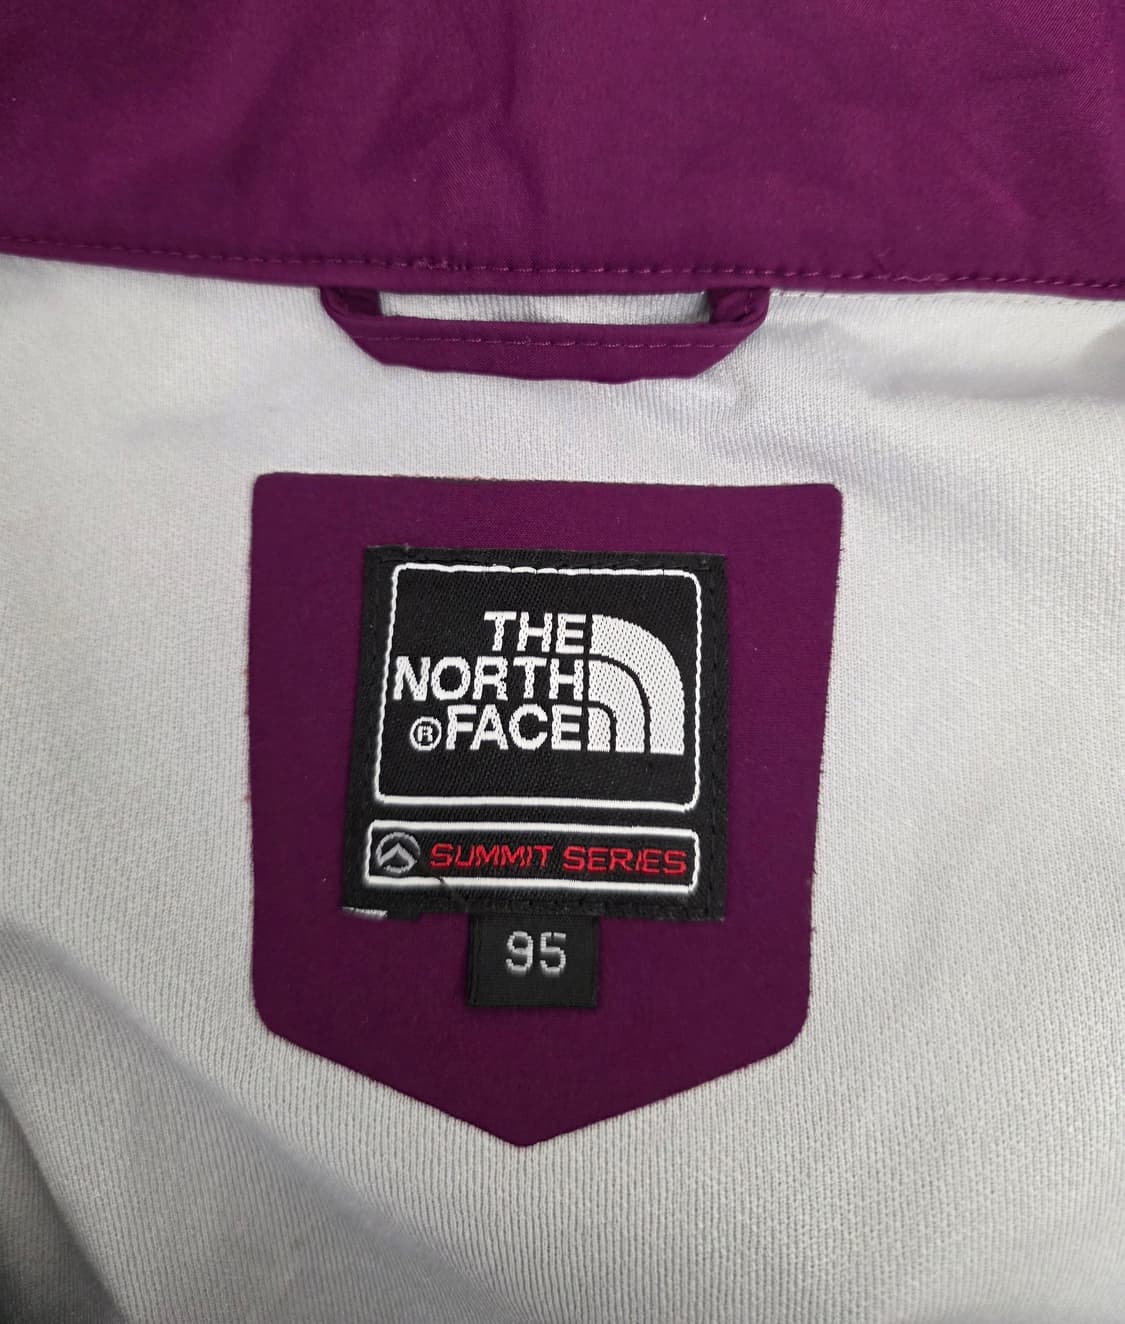 THE
NORTH
®FACE
SUMMIT SERIES
95